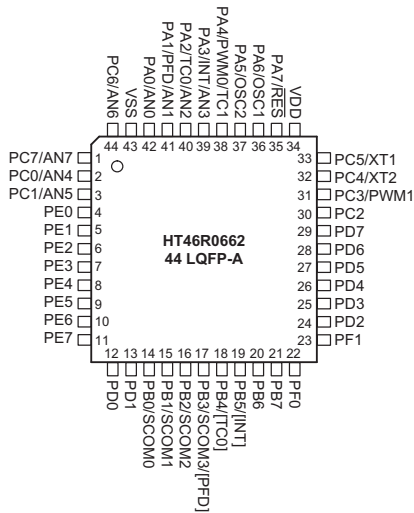 PC6/AN6
VSS
PA0/AN0
PA1/PFD/AN1
PA2/TC0/AN2
PA3/INT/AN3
PA4/PWM0/TC1
PA5/OSC2
PA6/OSC1
PA7/RES
VDD
44 43 42 41 40 39 38 37 36 35 34
PC7/AN7 1
PC0/AN4 2
PC1/AN5 3
PE0 4
PE1 5
PE2 6
PE3 7
PE4 8
PE5 9
PE6 10
PE7 11
HT46R0662
44 LQFP-A
33 PC5/XT1
32 PC4/XT2
31 PC3/PWM1
30 PC2
29 PD7
28 PD6
27 PD5
26 PD4
25 PD3
24 PD2
23 PF1
12 13 14 15 16 17 18 19 20 21 22
PD0
PD1
PB0/SCOM0
PB1/SCOM1
PB2/SCOM2
PB3/SCOM3/[PFD]
PB4/[TC0]
PB5/[INT]
PB6
PB7
PF0